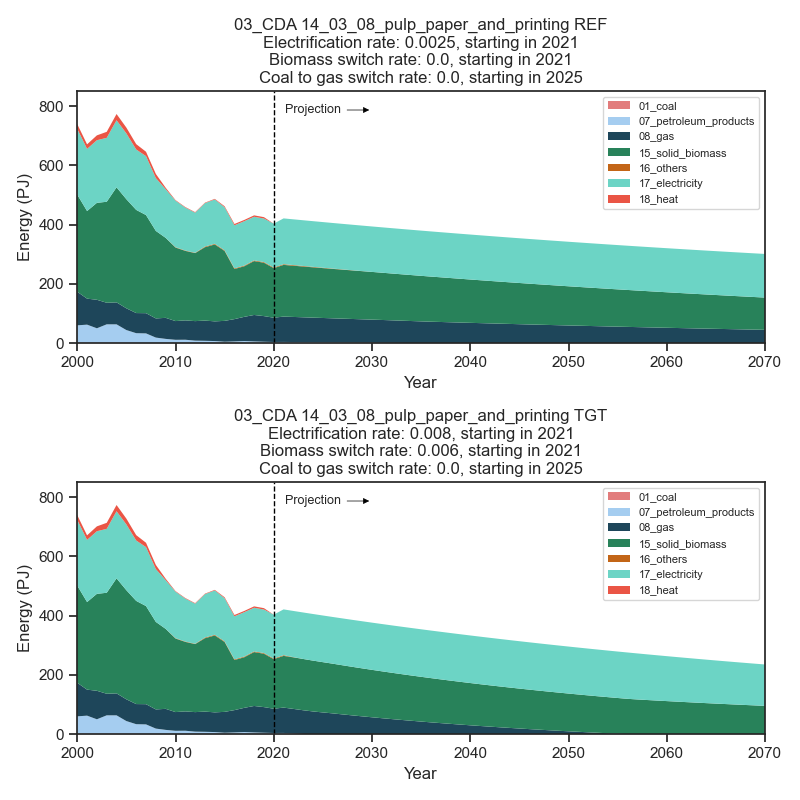 03_CDA 14_03_08_pulp_paper_and_printing REF
Electrification rate: 0.0025, starting in 2021
Biomass switch rate: 0.0, starting in 2021
Coal to gas switch rate: 0.0, starting in 2025
Energy (PJ)
800
600
400
200
0
Projection
01_coal
07_petroleum_products
08_gas
15_solid_biomass
16_others
17_electricity
18_heat
2000 2010 2020 2030 2040 2050 2060 2070
Year
03_CDA 14_03_08_pulp_paper_and_printing TGT
Electrification rate: 0.008, starting in 2021
Biomass switch rate: 0.006, starting in 2021
Coal to gas switch rate: 0.0, starting in 2025
Energy (PJ)
800
600
400
200
0
Projection
01_coal
07_petroleum_products
08_gas
15_solid_biomass
16_others
17_electricity
18_heat
2000 2010 2020 2030 2040 2050 2060 2070
Year